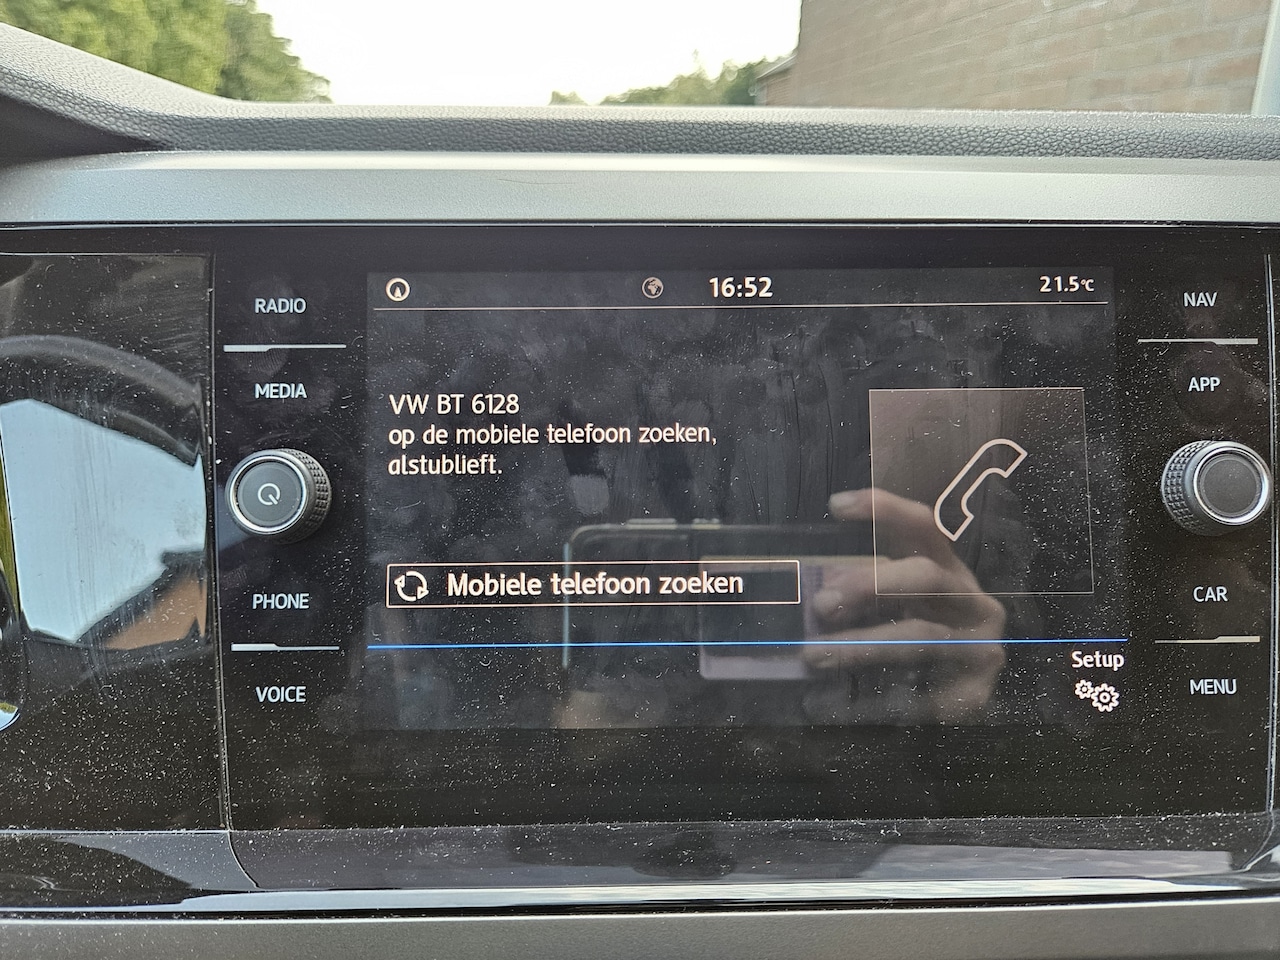 16:52
21.5°C
RADIO
MEDIA
PHONE
VOICE
VW BT 6128
op de mobiele telefoon zoeken,
alstublieft.
Mobiele telefoon zoeken
Setup
NAV
APP
CAR
MENU